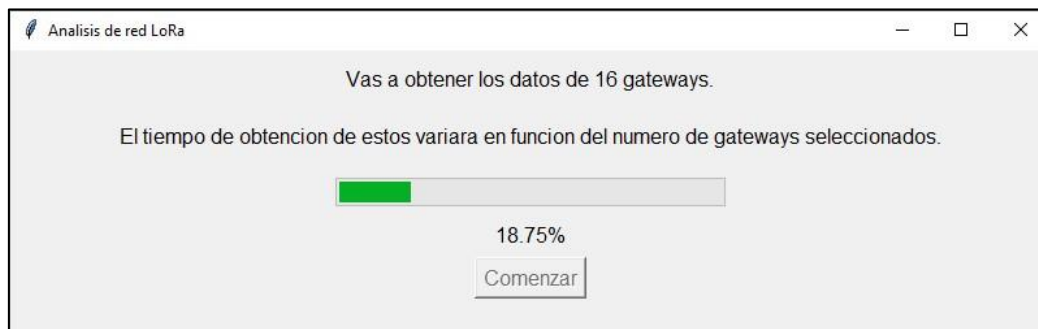 Analisis de red LoRa
Vas a obtener los datos de 16 gateways.
El tiempo de obtencion de estos variara en funcion del numero de gateways seleccionados.
18.75%
Comenzar